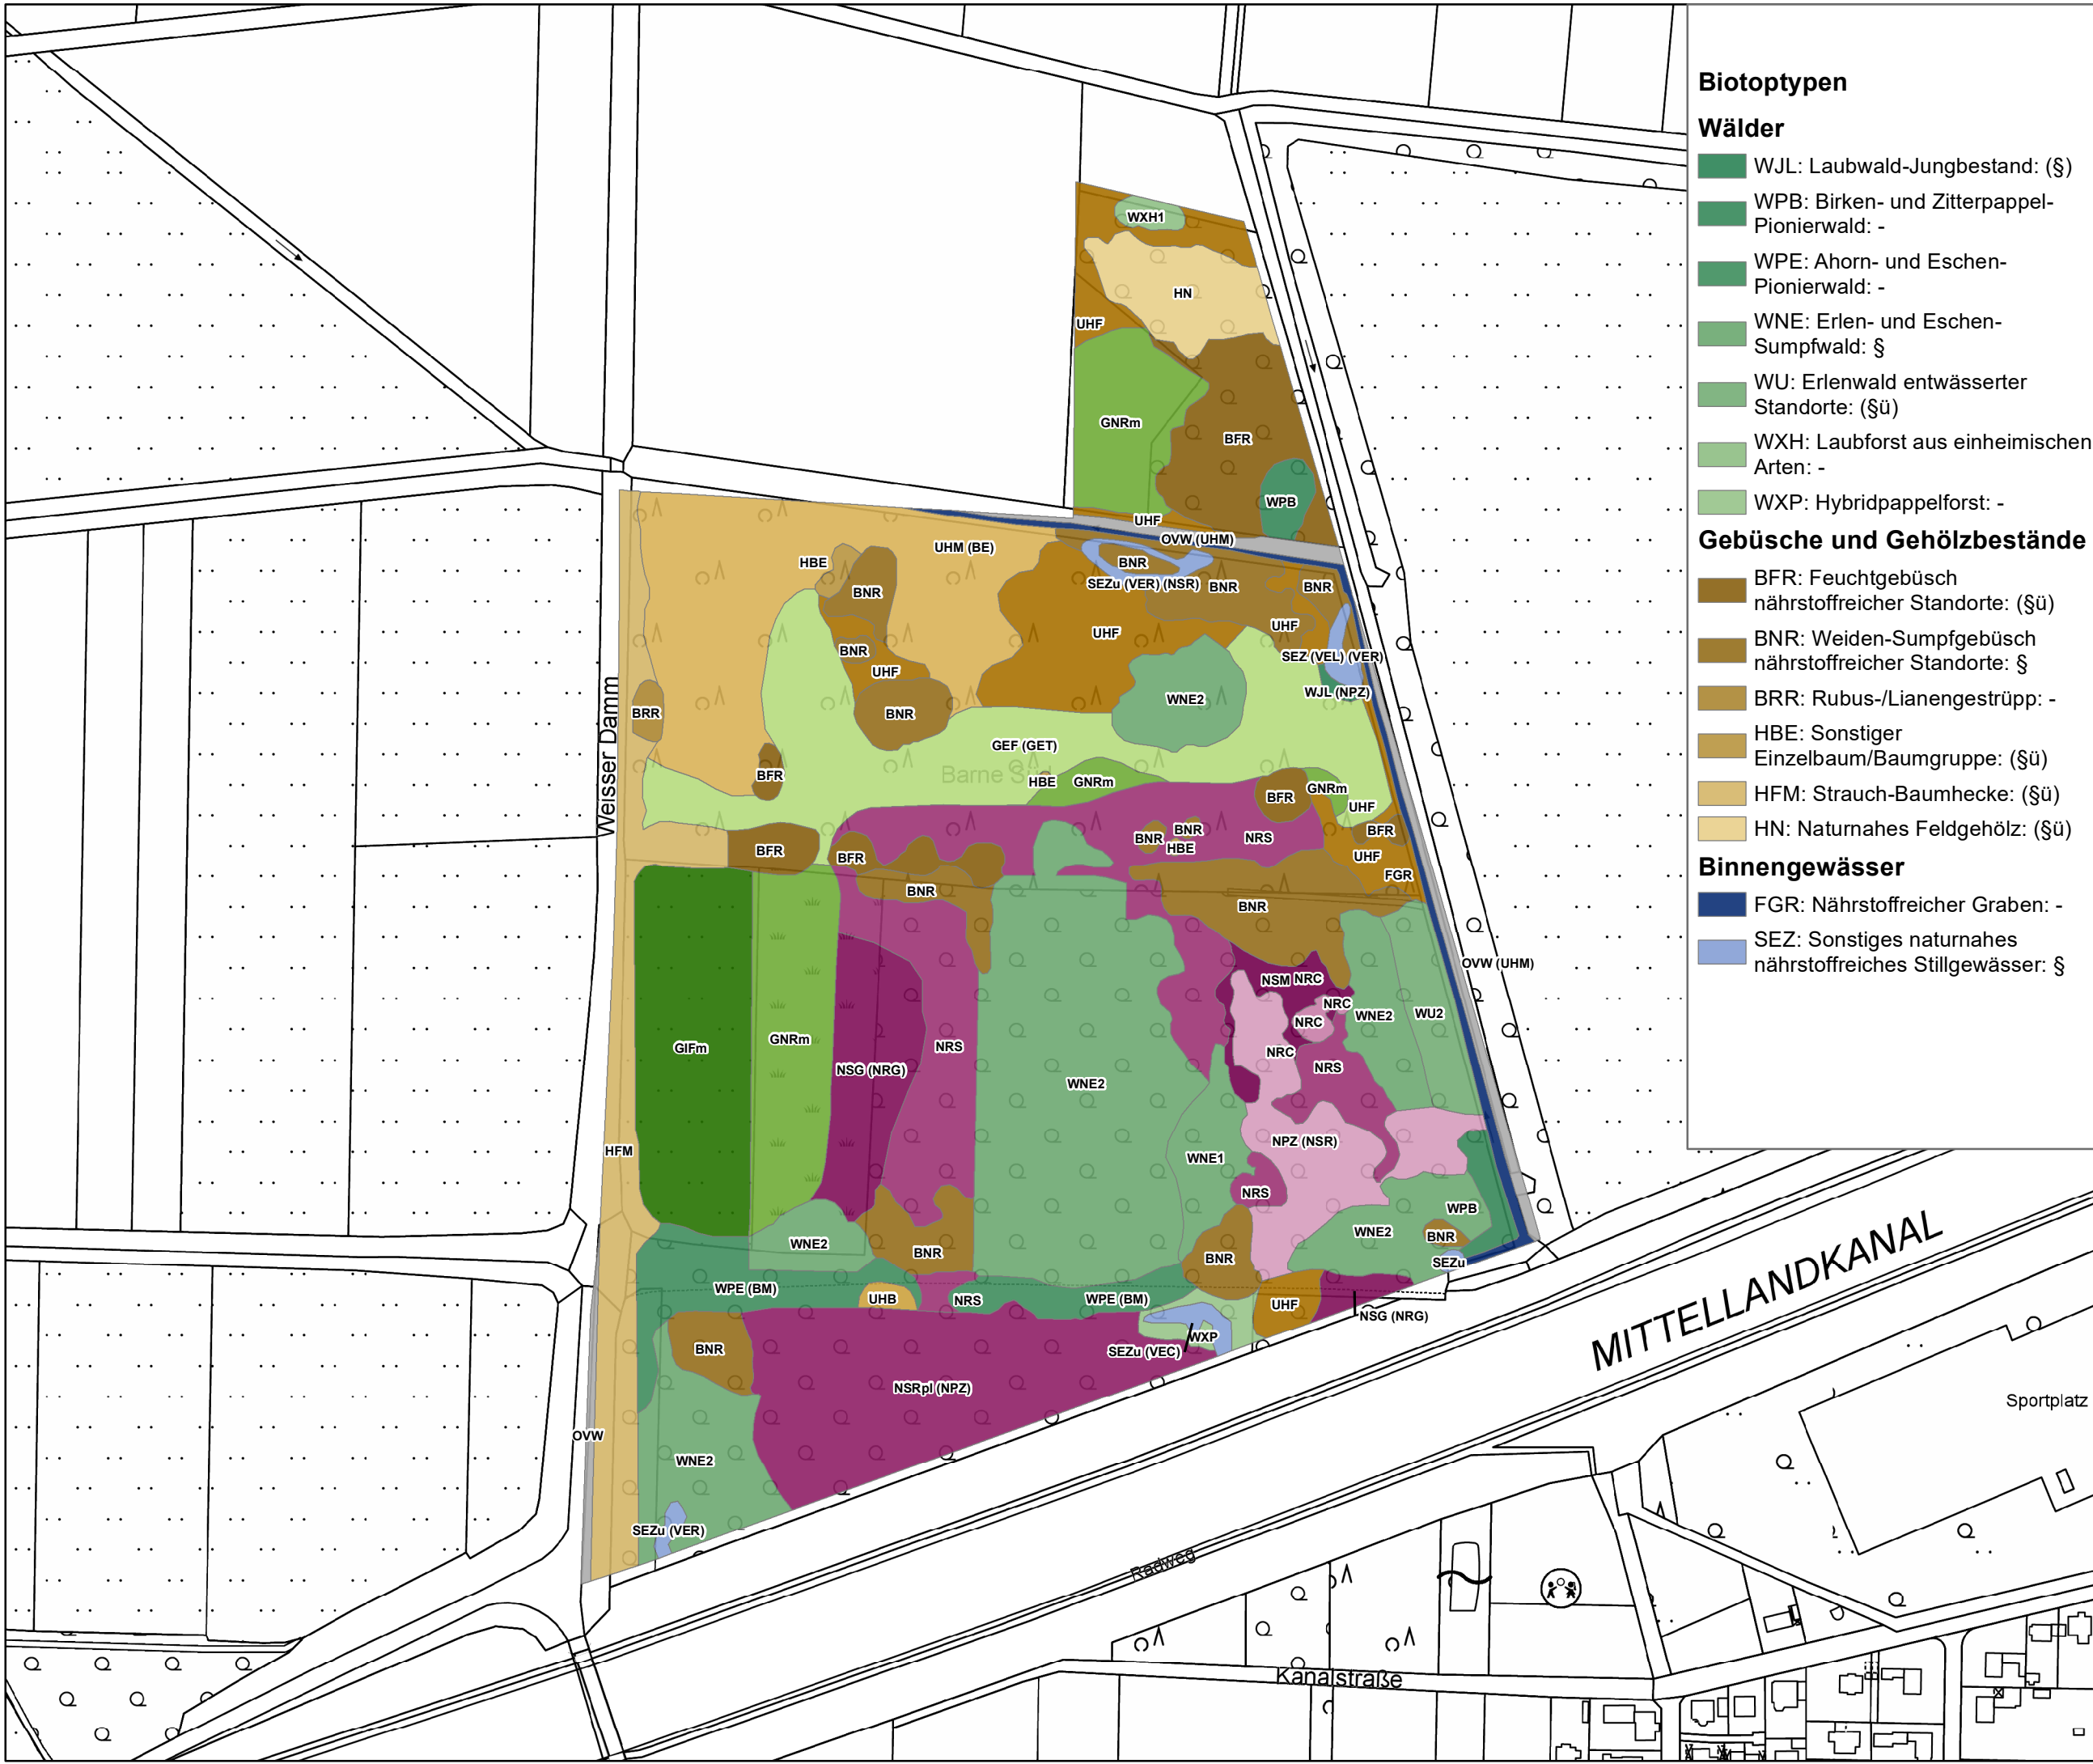 Biotoptypen
Wälder
WJL: Laubwald-Jungbestand: (§)
WPB: Birken- und Zitterpappel-
Pionierwald: -
WPE: Ahorn- und Eschen-
Pionierwald: -
WNE: Erlen- und Eschen-
Sumpfwald: §
WU: Erlenwald entwässerter
Standorte: (§ü)
WXH: Laubforst aus einheimischen
Arten: -
WXP: Hybridpappelforst: -
Gebüsche und Gehölzbestände
BFR: Feuchtgebüsch
nährstoffreicher Standorte: (§ü)
BNR: Weiden-Sumpfgebüsch
nährstoffreicher Standorte: §
BRR: Rubus-/Lianengestrüpp: -
HBE: Sonstiger
Einzelbaum/Baumgruppe: (§ü)
HFM: Strauch-Baumhecke: (§ü)
HN: Naturnahes Feldgehölz: (§ü)
Binnengewässer
FGR: Nährstoffreicher Graben: -
SEZ: Sonstiges naturnahes
nährstoffreiches Stillgewässer: §
WXH1
HN
UHF
GNRm
BFR
WPB
UHF
OVW (UHM)
UHM (BE)
HBE
BNR
BNR
SEZu (VER) (NSR)
BNR
BNR
UHF
UHF
BNR
UHF
SEZ (VEL) (VER)
WJL (NPZ)
WNE2
BRR
BNR
GEF (GET)
BFR
Barne S
HBE
GNRm
BFR
GNRm
UHF
Weisser Damm
BFR
BFR
BNR
BNR
HBE
NRS
BFR
UHF
FGR
BNR
BNR
OVW (UHM)
NSM
NRC
NRC
NRC
WNE2
WU2
GIFm
GNRm
NSG (NRG)
NRS
NRC
NRS
WNE2
HFM
NPZ (NSR)
WNE1
NRS
WPB
WNE2
BNR
WNE2
BNR
BNR
SEZu
WPE (BM)
UHB
NRS
WPE (BM)
UHF
NSG (NRG)
BNR
SEZu (VEC)
WXP
NSRpl (NPZ)
OVW
WNE2
SEZu (VER)
MITTELLANDKANAL
Sportplatz
Radweg
Kanalstraße